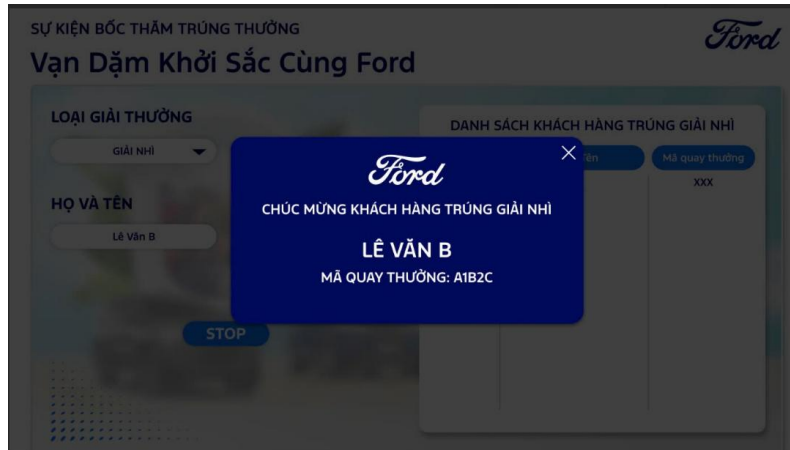 SỰ KIỆN BỐC THĂM TRÚNG THƯỞNG
Ford
Vạn Dặm Khởi Sắc Cùng Ford
LOẠI GIẢI THƯỞNG
GIẢI NHÌ
HỌ VÀ TÊN
Lê Văn B
STOP
DANH SÁCH KHÁCH HÀNG TRÚNG GIẢI NHÌ
Tên
Mã quay thưởng
XXX
Ford
CHÚC MỪNG KHÁCH HÀNG TRÚNG GIẢI NHÌ
LÊ VĂN B
MÃ QUAY THƯỞNG: A1B2C